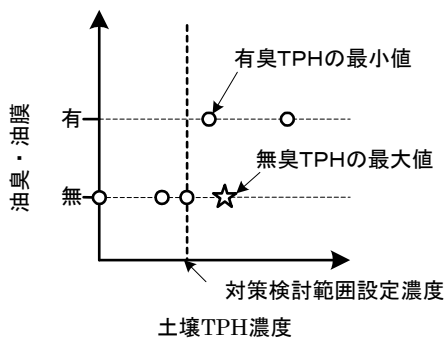 有臭TPHの最小値
有
油臭・油膜
無臭TPHの最大値
無
対策検討範囲設定濃度
土壌TPH濃度